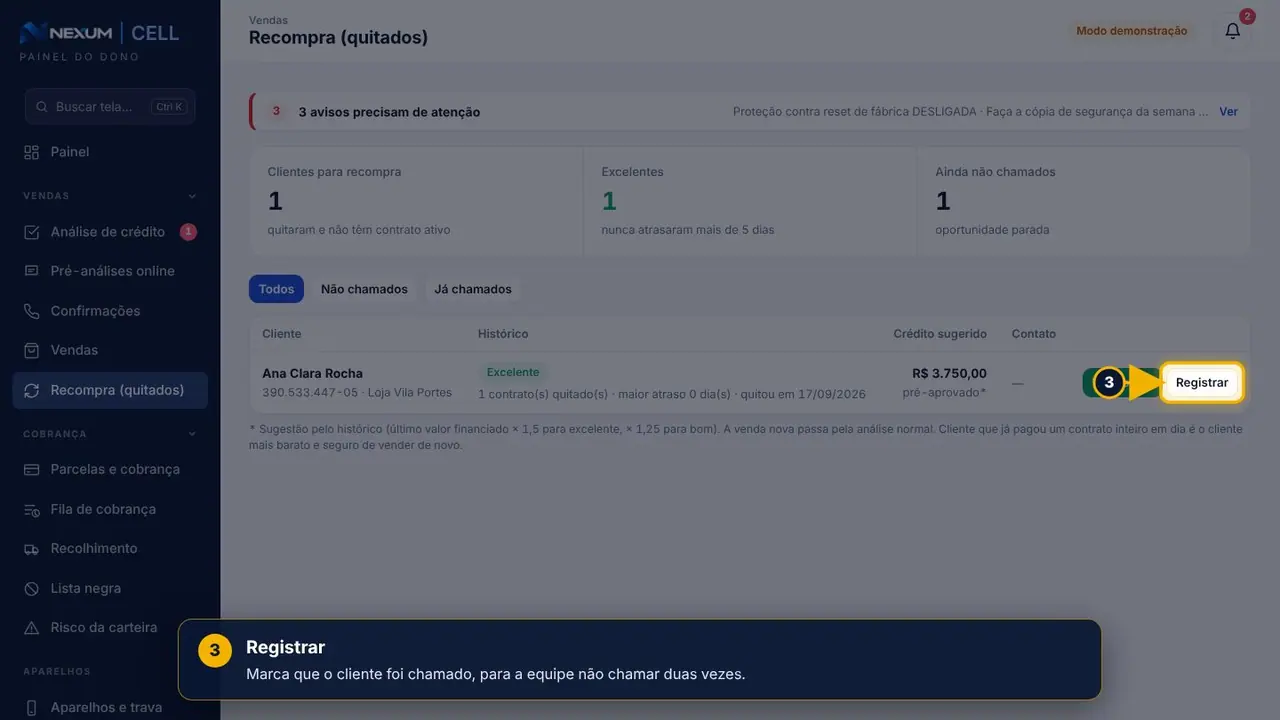 NEXUM | CELL
PAINEL DO DONO
Buscar tela... Ctrl K
Painel
VENDAS
Análise de crédito 1
Pré-análises online
Confirmações
Vendas
Recompra (quitados)
COBRANÇA
Parcelas e cobrança
Fila de cobrança
Recolhimento
Lista negra
Risco da carteira
APARELHOS
Aparelhos e trava
Vendas
Recompra (quitados)
Modo demonstração
2
3 3 avisos precisam de atenção Proteção contra reset de fábrica DESLIGADA · Faça a cópia de segurança da semana ... Ver
Clientes para recompra
1
quitaram e não têm contrato ativo
Excelentes
1
nunca atrasaram mais de 5 dias
Ainda não chamados
1
oportunidade parada
Todos Não chamados Já chamados
Cliente Histórico Crédito sugerido Contato
Ana Clara Rocha Excelente R$ 3.750,00 — 3 Registrar
390.533.447-05 · Loja Vila Portes 1 contrato(s) quitado(s) · maior atraso 0 dia(s) · quitou em 17/09/2026 pré-aprovado*
* Sugestão pelo histórico (último valor financiado × 1,5 para excelente, × 1,25 para bom). A venda nova passa pela análise normal. Cliente que já pagou um contrato inteiro em dia é o cliente
mais barato e seguro de vender de novo.
3 Registrar
Marca que o cliente foi chamado, para a equipe não chamar duas vezes.